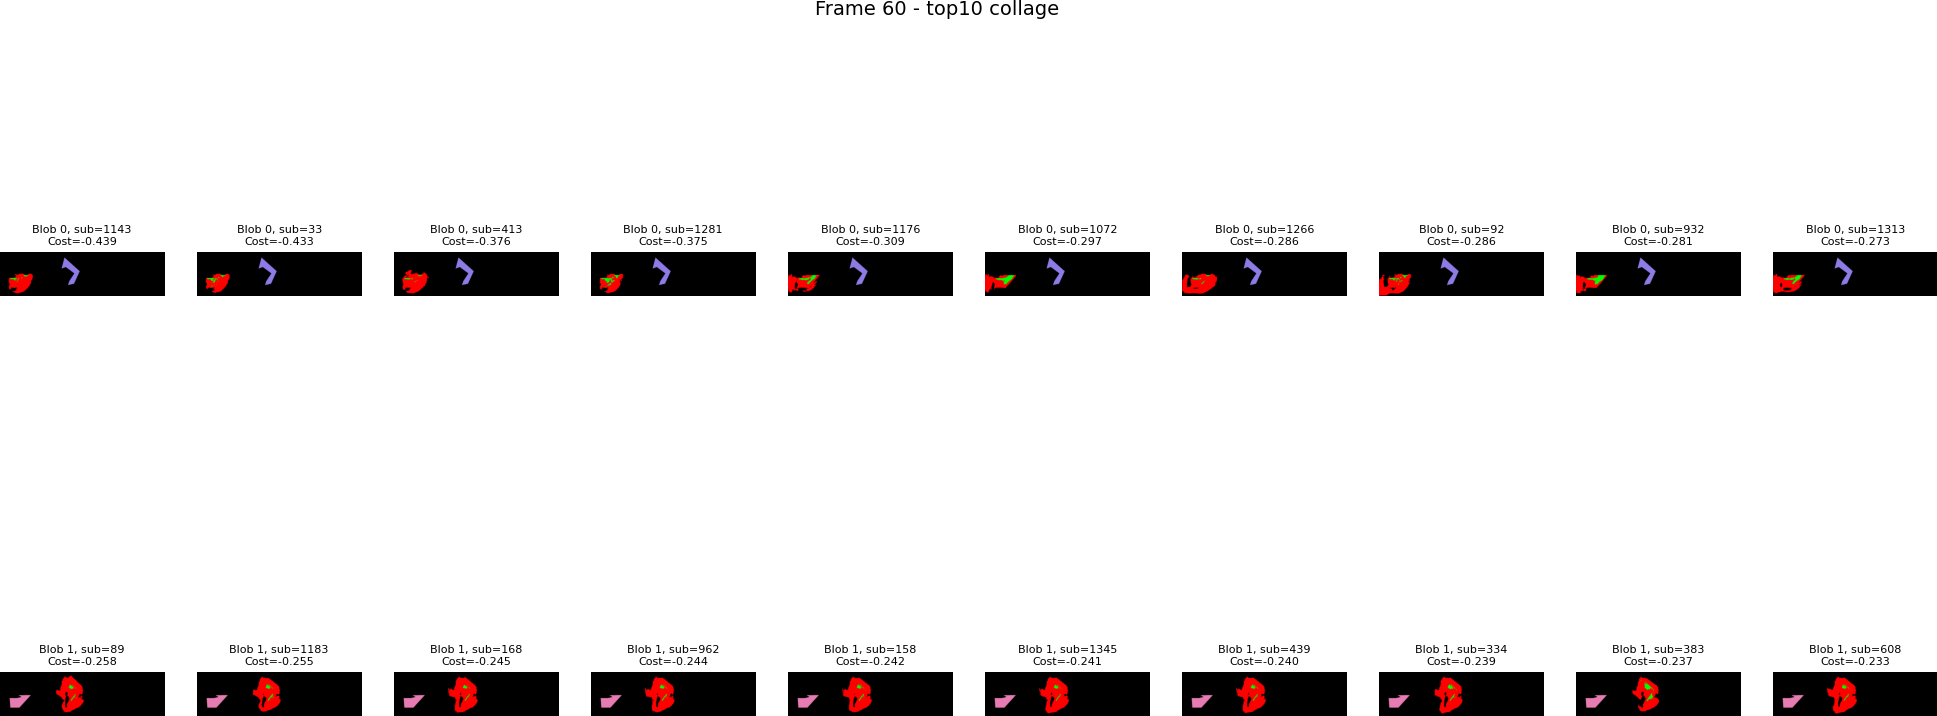 Frame 60 - top10 collage
Blob 0, sub=1143
Cost=-0.439
Blob 0, sub=33
Cost=-0.433
Blob 0, sub=413
Cost=-0.376
Blob 0, sub=1281
Cost=-0.375
Blob 0, sub=1176
Cost=-0.309
Blob 0, sub=1072
Cost=-0.297
Blob 0, sub=1266
Cost=-0.286
Blob 0, sub=92
Cost=-0.286
Blob 0, sub=932
Cost=-0.281
Blob 0, sub=1313
Cost=-0.273
Blob 1, sub=89
Cost=-0.258
Blob 1, sub=1183
Cost=-0.255
Blob 1, sub=168
Cost=-0.245
Blob 1, sub=962
Cost=-0.244
Blob 1, sub=158
Cost=-0.242
Blob 1, sub=1345
Cost=-0.241
Blob 1, sub=439
Cost=-0.240
Blob 1, sub=334
Cost=-0.239
Blob 1, sub=383
Cost=-0.237
Blob 1, sub=608
Cost=-0.233